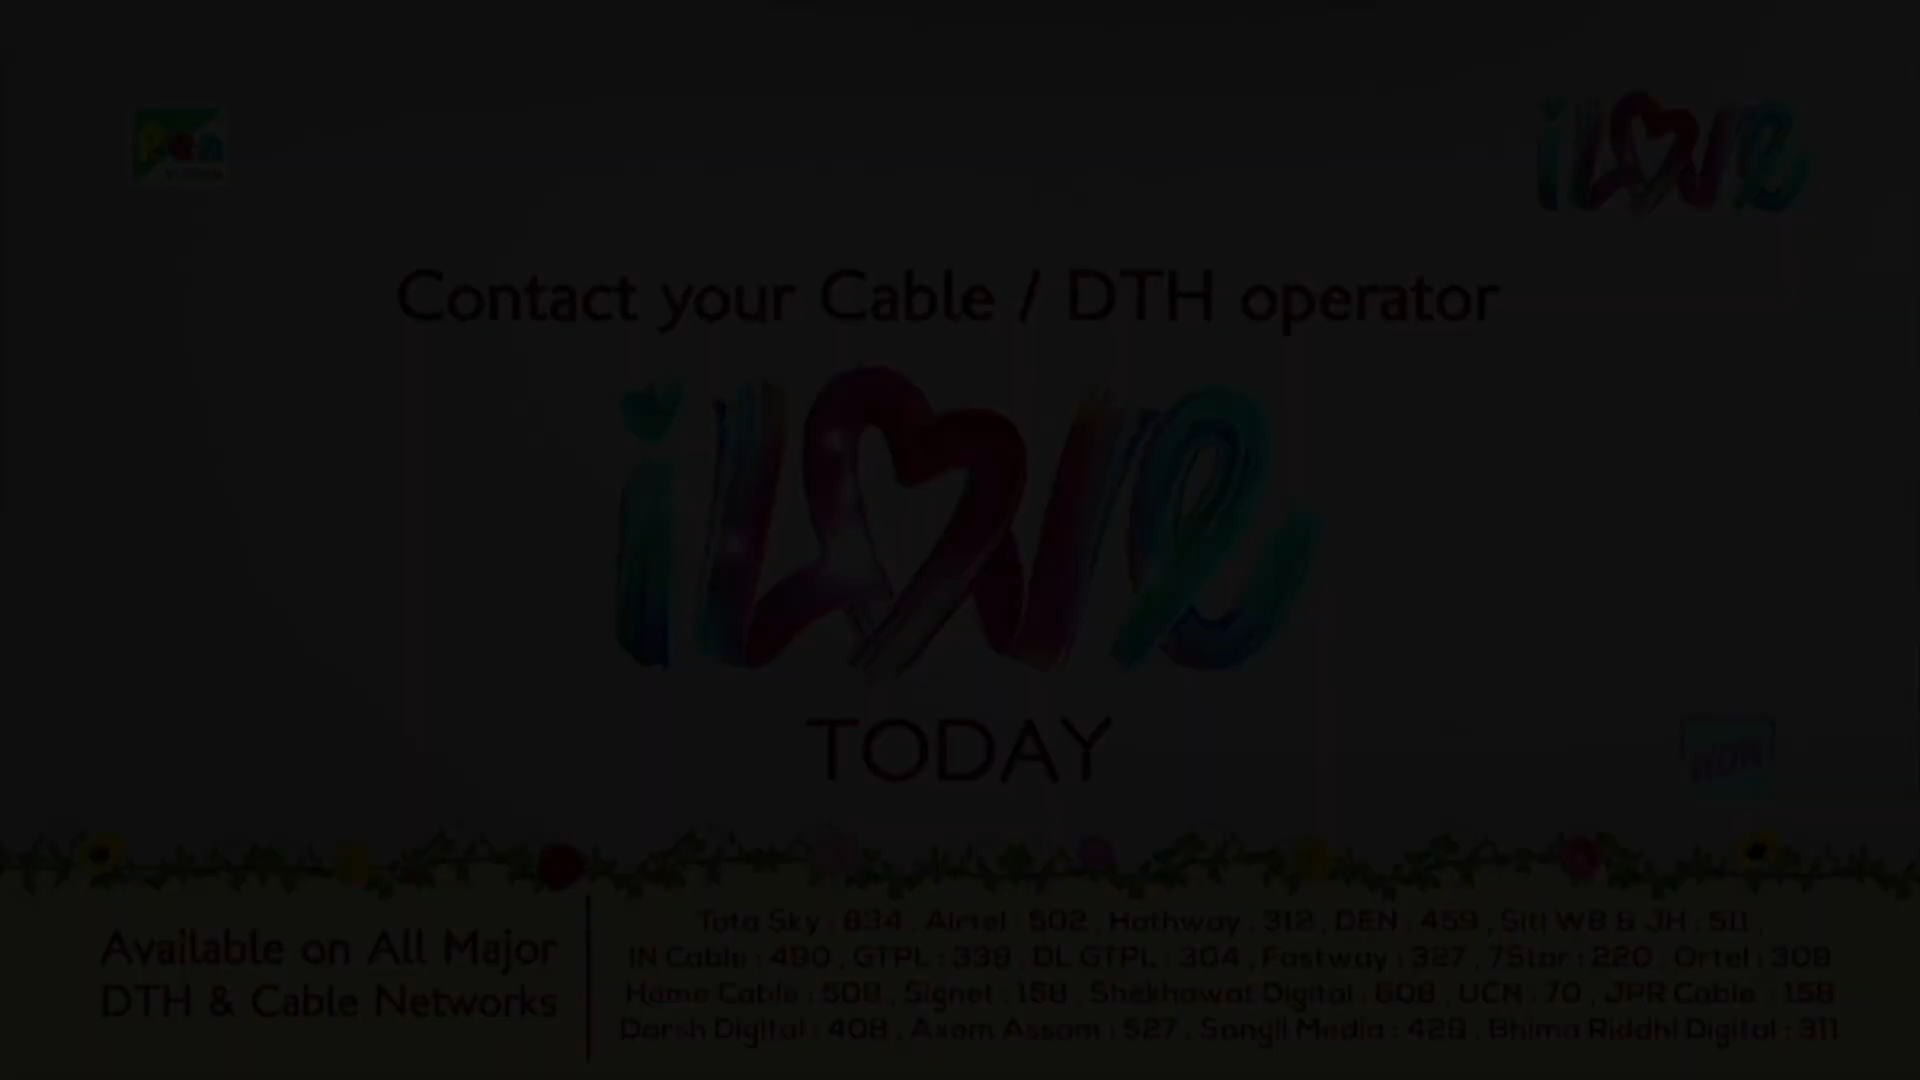 Pen
iLove
Contact your Cable / DTH operator
iLove
TODAY
Available on All Major
DTH & Cable Networks
Tata Sky : 834 , Airtel : 502 , Hathway : 312 , DEN : 459 , Siti WB & JH : 511 ,
IN Cable : 490 , GTPL : 339 , DL GTPL : 304 , Fastway : 327 , 7Star : 220 , Ortel : 309
Home Cable : 508 , Signet : 158 , Shekhawat Digital : 608 , UCN : 70 , JPR Cable : 158
Darsh Digital : 408 , Axom Assam : 527 , Sangli Media : 429 , Bhima Riddhi Digital : 311